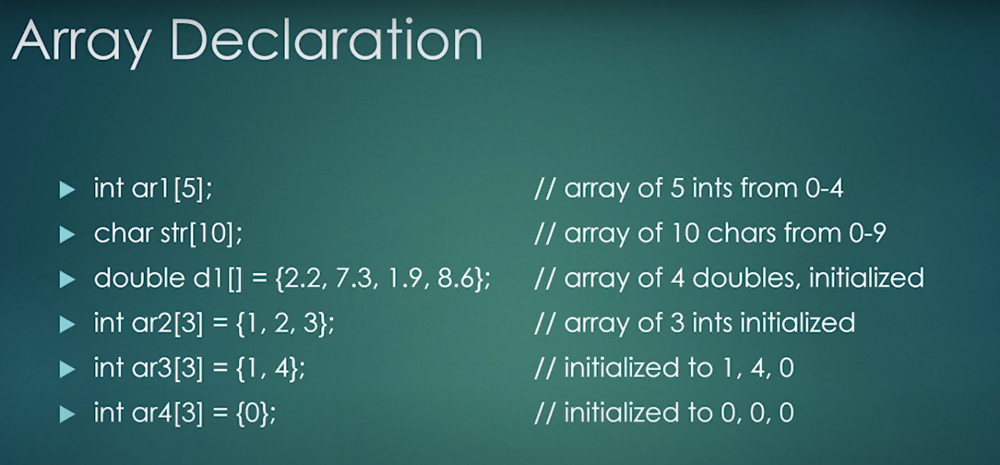 Array Declaration
int ar1[5]; // array of 5 ints from 0-4
char str[10]; // array of 10 chars from 0-9
double d1[] = {2.2, 7.3, 1.9, 8.6}; // array of 4 doubles, initialized
int ar2[3] = {1, 2, 3}; // array of 3 ints initialized
int ar3[3] = {1, 4}; // initialized to 1, 4, 0
int ar4[3] = {0}; // initialized to 0, 0, 0